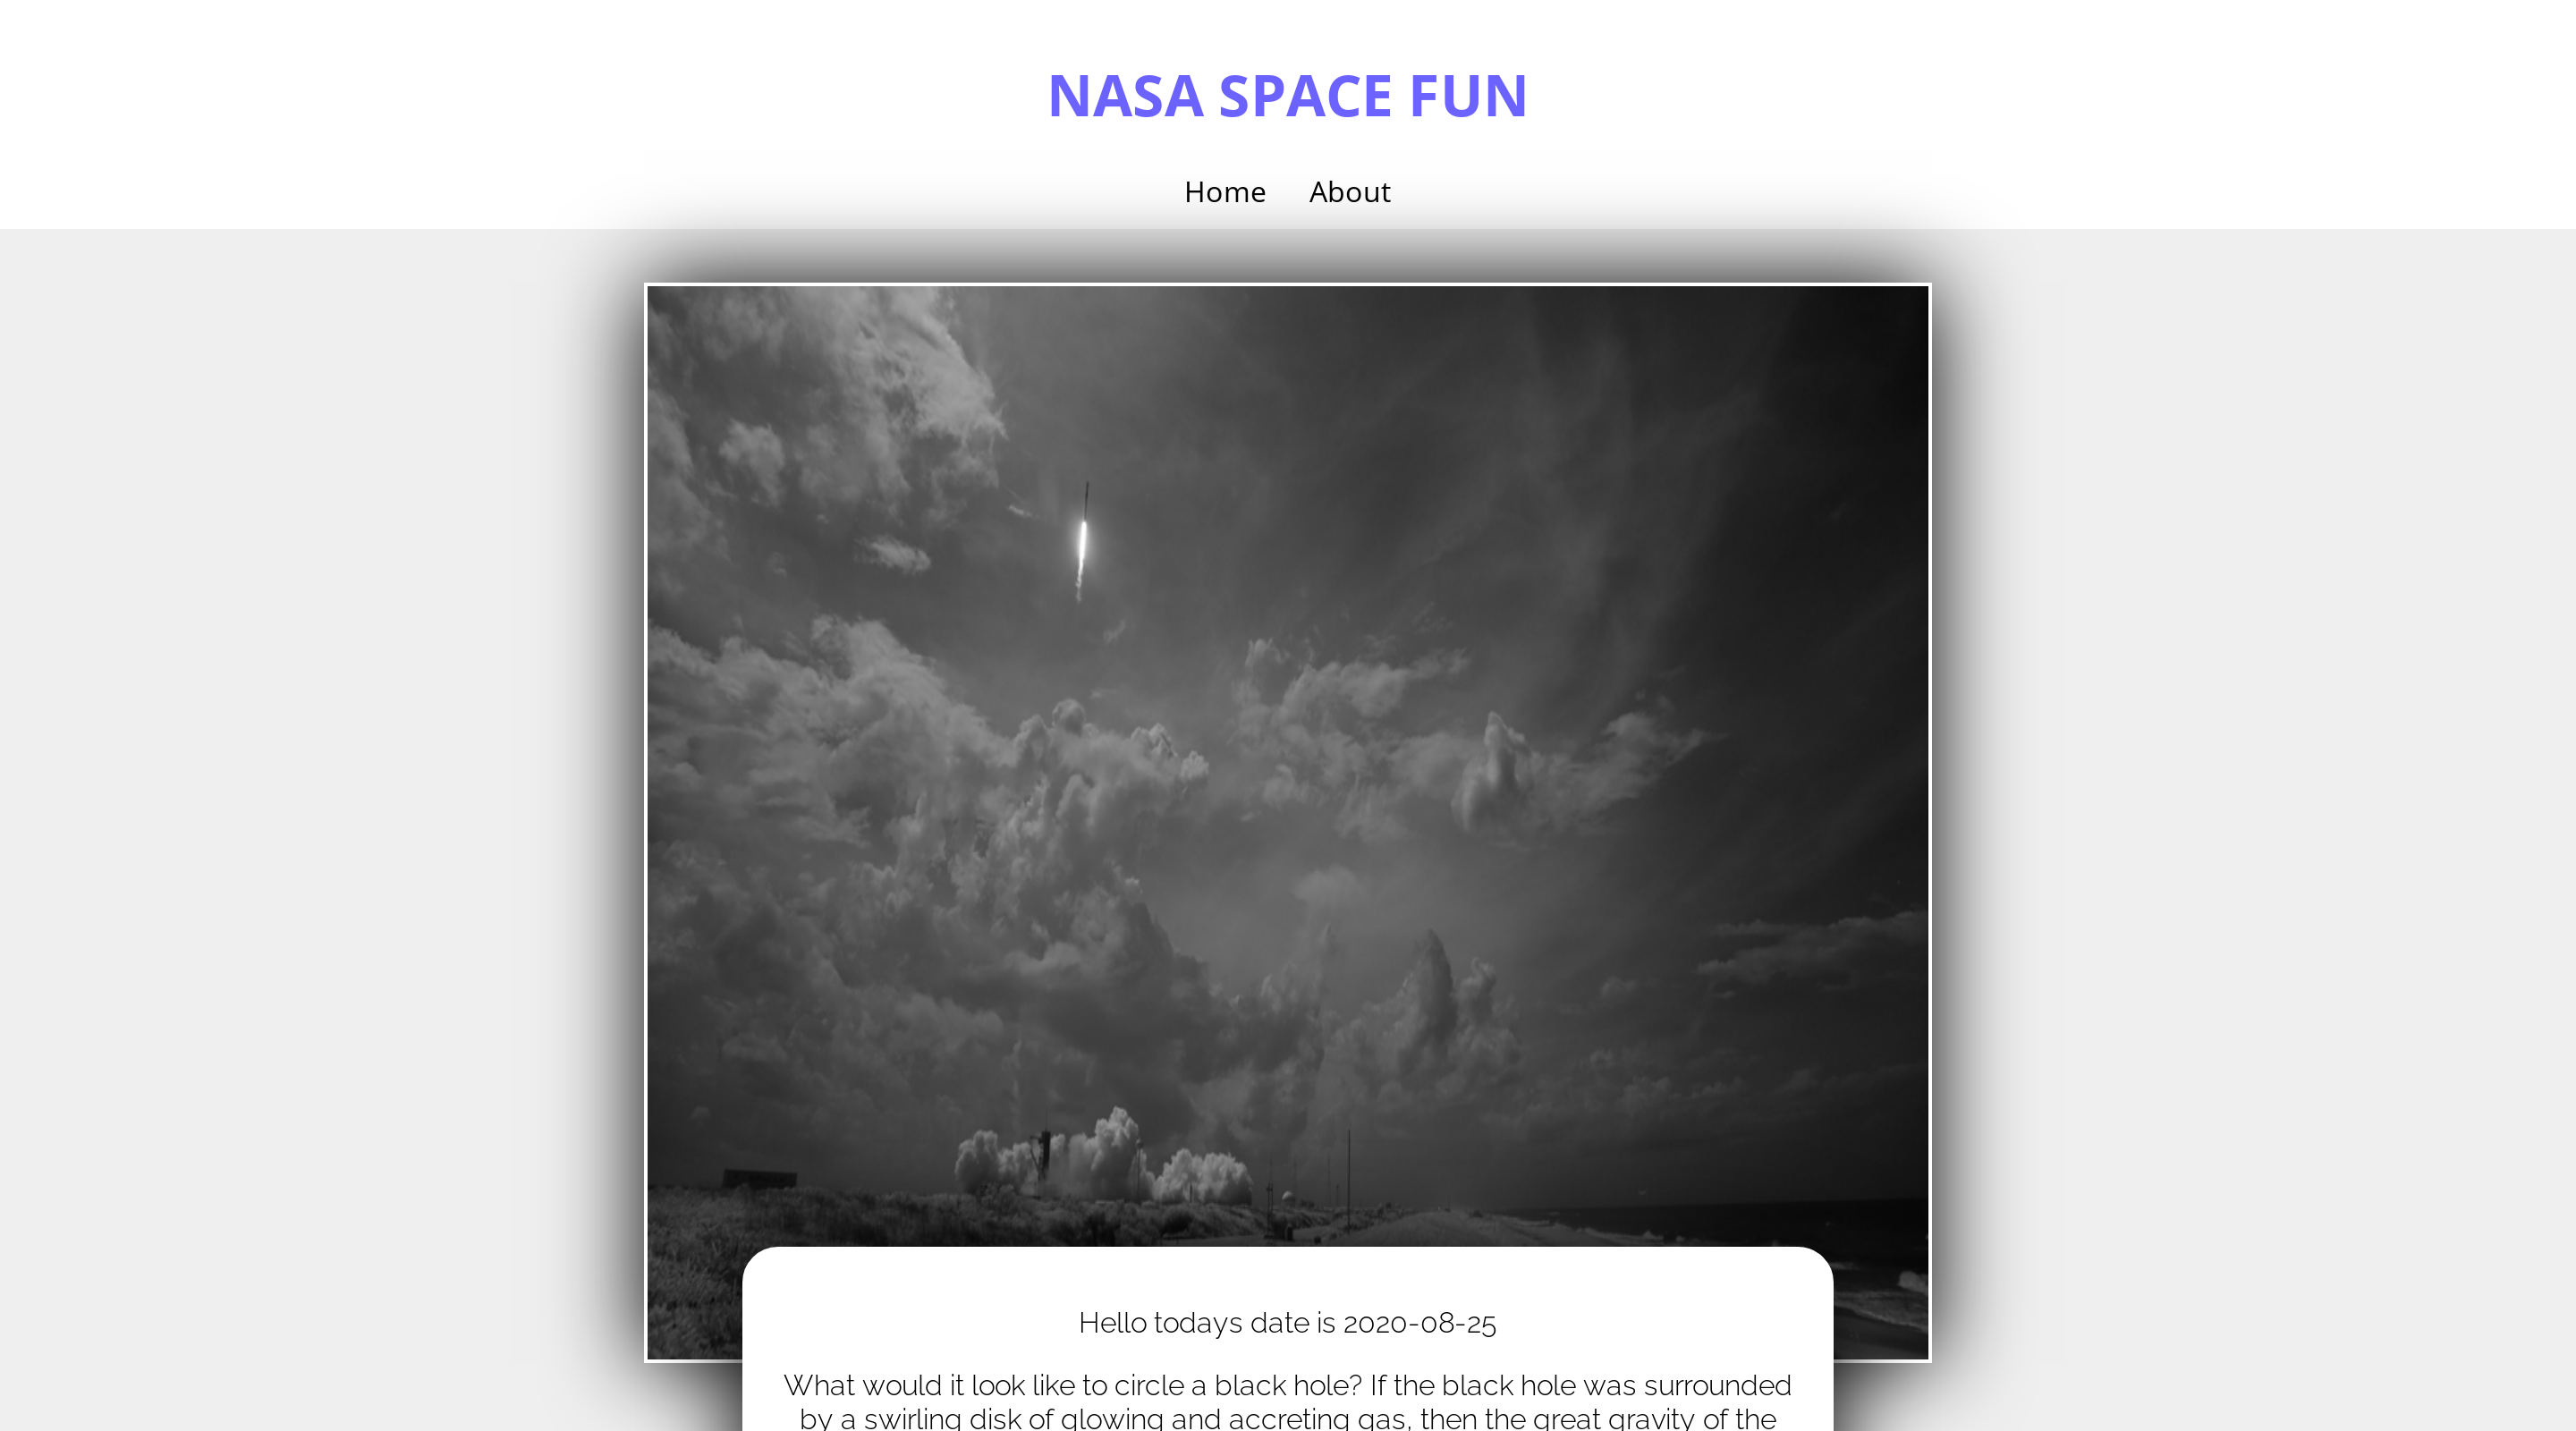 NASA SPACE FUN
Home About
Hello todays date is 2020-08-25
What would it look like to circle a black hole? If the black hole was surrounded
by a swirling disk of glowing and accreting gas, then the great gravity of the